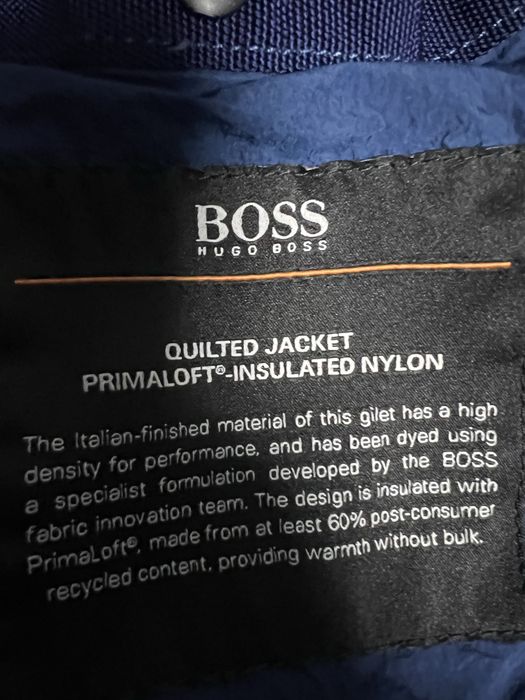 BOSS
HUGO BOSS
QUILTED JACKET
PRIMALOFT®-INSULATED NYLON
The Italian-finished material of this gilet has a high
density for performance, and has been dyed using
a specialist formulation developed by the BOSS
fabric innovation team. The design is insulated with
PrimaLoft®, made from at least 60% post-consumer
recycled content, providing warmth without bulk.